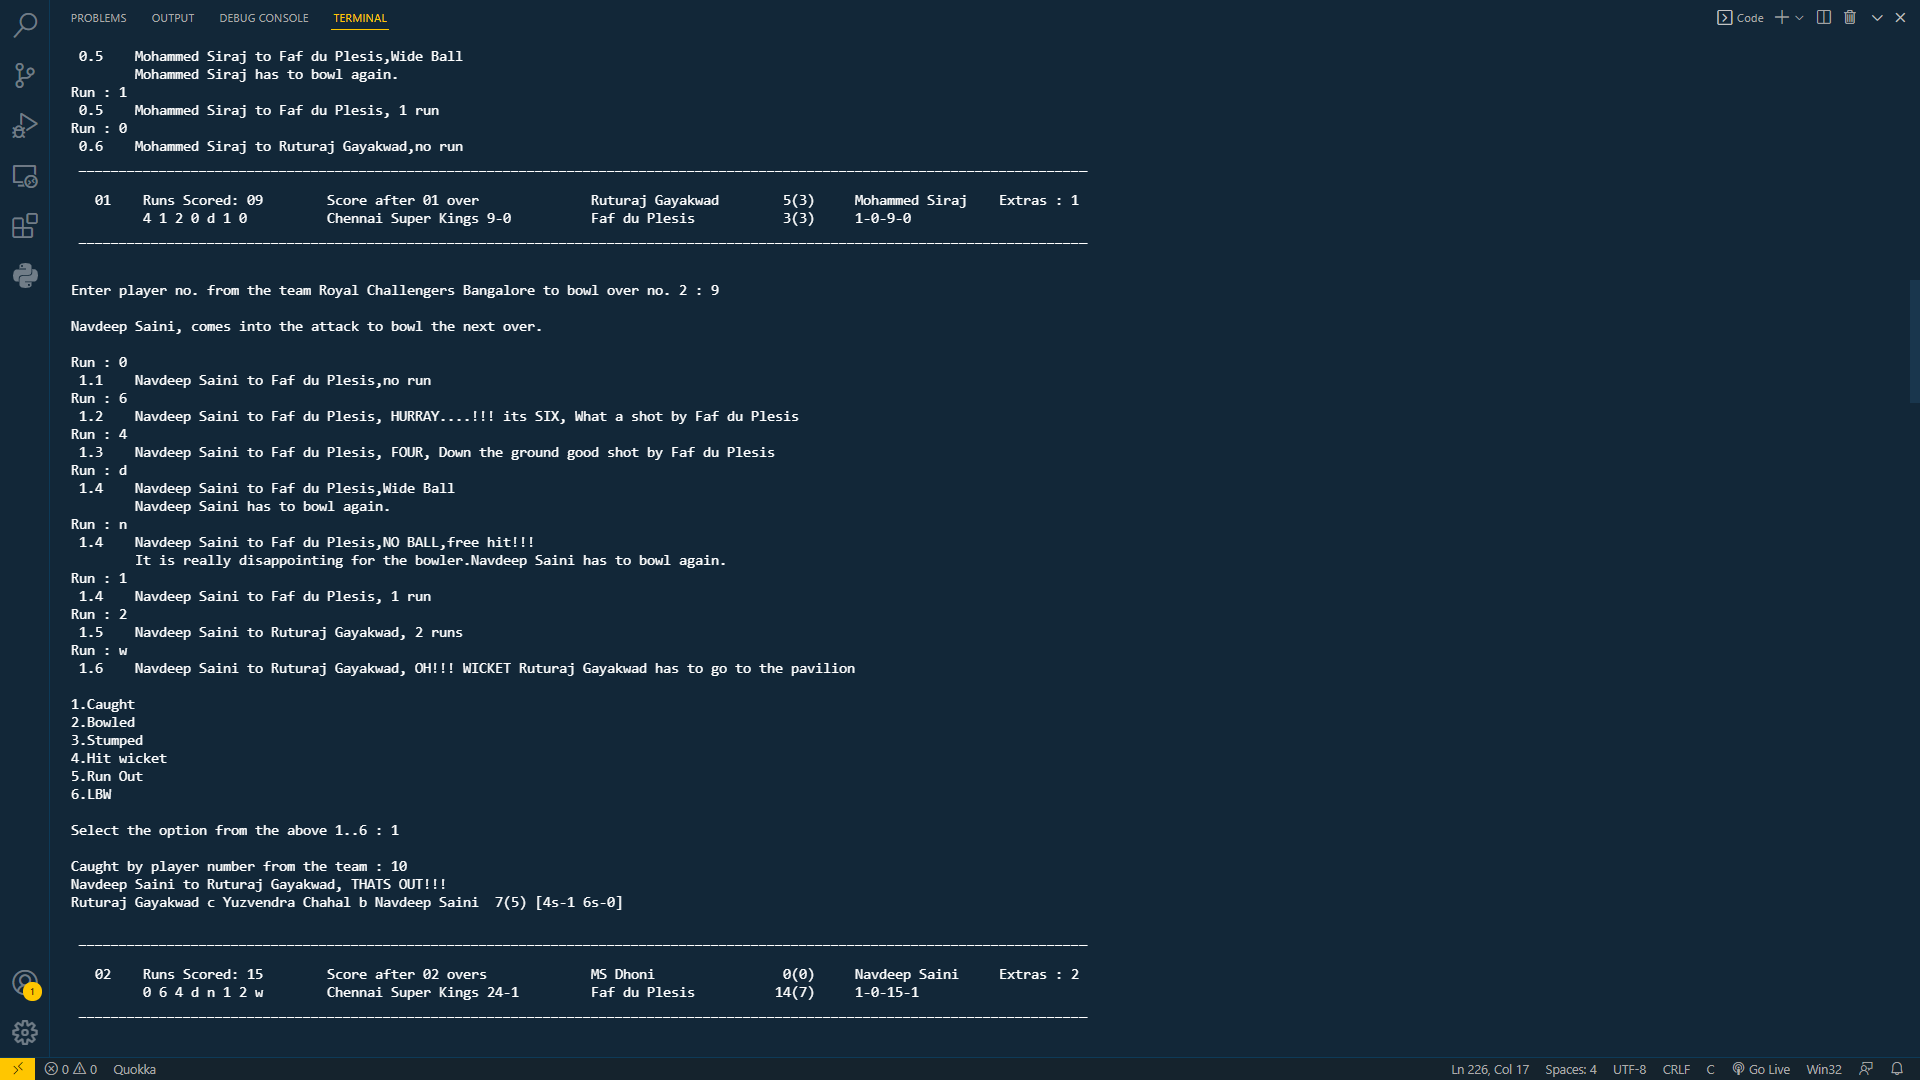 PROBLEMS OUTPUT DEBUG CONSOLE TERMINAL Code
0.5 Mohammed Siraj to Faf du Plesis,Wide Ball
Mohammed Siraj has to bowl again.
Run : 1
0.5 Mohammed Siraj to Faf du Plesis, 1 run
Run : 0
0.6 Mohammed Siraj to Ruturaj Gayakwad,no run
01 Runs Scored: 09 Score after 01 over Ruturaj Gayakwad 5(3) Mohammed Siraj Extras : 1
4 1 2 0 d 1 0 Chennai Super Kings 9-0 Faf du Plesis 3(3) 1-0-9-0
Enter player no. from the team Royal Challengers Bangalore to bowl over no. 2 : 9
Navdeep Saini, comes into the attack to bowl the next over.
Run : 0
1.1 Navdeep Saini to Faf du Plesis,no run
Run : 6
1.2 Navdeep Saini to Faf du Plesis, HURRAY....!!! its SIX, What a shot by Faf du Plesis
Run : 4
1.3 Navdeep Saini to Faf du Plesis, FOUR, Down the ground good shot by Faf du Plesis
Run : d
1.4 Navdeep Saini to Faf du Plesis,Wide Ball
Navdeep Saini has to bowl again.
Run : n
1.4 Navdeep Saini to Faf du Plesis,NO BALL,free hit!!!
It is really disappointing for the bowler.Navdeep Saini has to bowl again.
Run : 1
1.4 Navdeep Saini to Faf du Plesis, 1 run
Run : 2
1.5 Navdeep Saini to Ruturaj Gayakwad, 2 runs
Run : w
1.6 Navdeep Saini to Ruturaj Gayakwad, OH!!! WICKET Ruturaj Gayakwad has to go to the pavilion
1.Caught
2.Bowled
3.Stumped
4.Hit wicket
5.Run Out
6.LBW
Select the option from the above 1..6 : 1
Caught by player number from the team : 10
Navdeep Saini to Ruturaj Gayakwad, THATS OUT!!!
Ruturaj Gayakwad c Yuzvendra Chahal b Navdeep Saini 7(5) [4s-1 6s-0]
02 Runs Scored: 15 Score after 02 overs MS Dhoni 0(0) Navdeep Saini Extras : 2
0 6 4 d n 1 2 w Chennai Super Kings 24-1 Faf du Plesis 14(7) 1-0-15-1
1
0 0 Quokka Ln 226, Col 17 Spaces: 4 UTF-8 CRLF C Go Live Win32